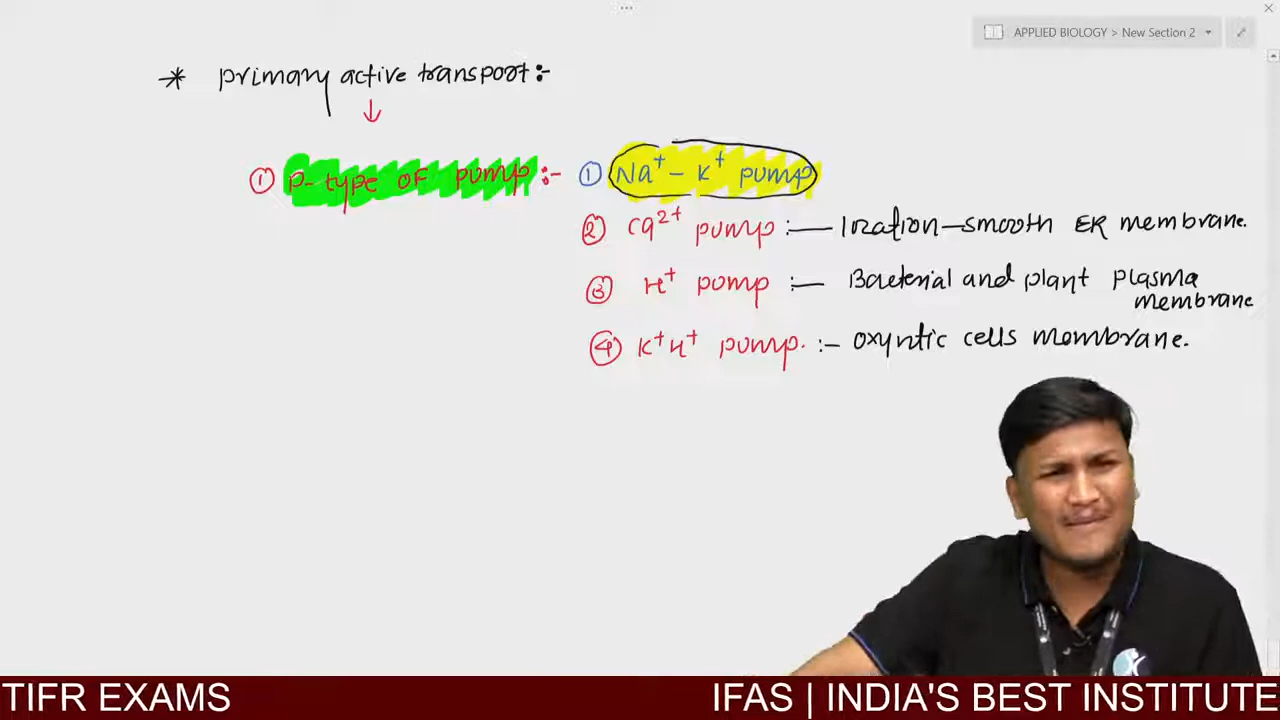 APPLIED BIOLOGY > New Section 2
* primary active transport :-
① P-type of pump :- ① Na⁺ - K⁺ pump
② Ca²⁺ pump :— location - smooth ER membrane.
③ H⁺ pump :— Bacterial and plant plasma
membrane
④ K⁺H⁺ pump. :- oxyntic cells membrane.
TIFR EXAMS
IFAS | INDIA'S BEST INSTITUTE